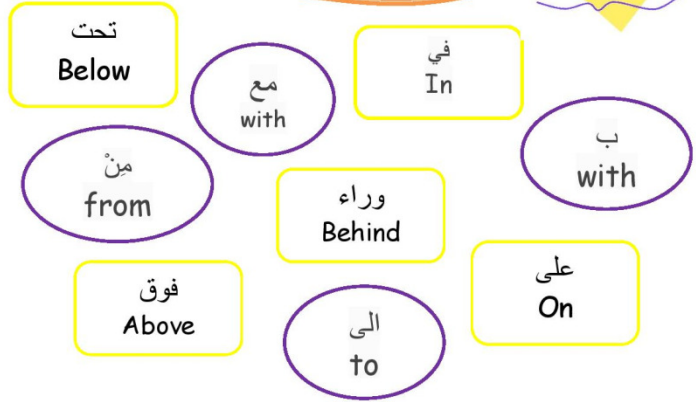 تحت
Below
مع
with
في
In
ب
with
مِنْ
from
وراء
Behind
على
On
فوق
Above
الى
to